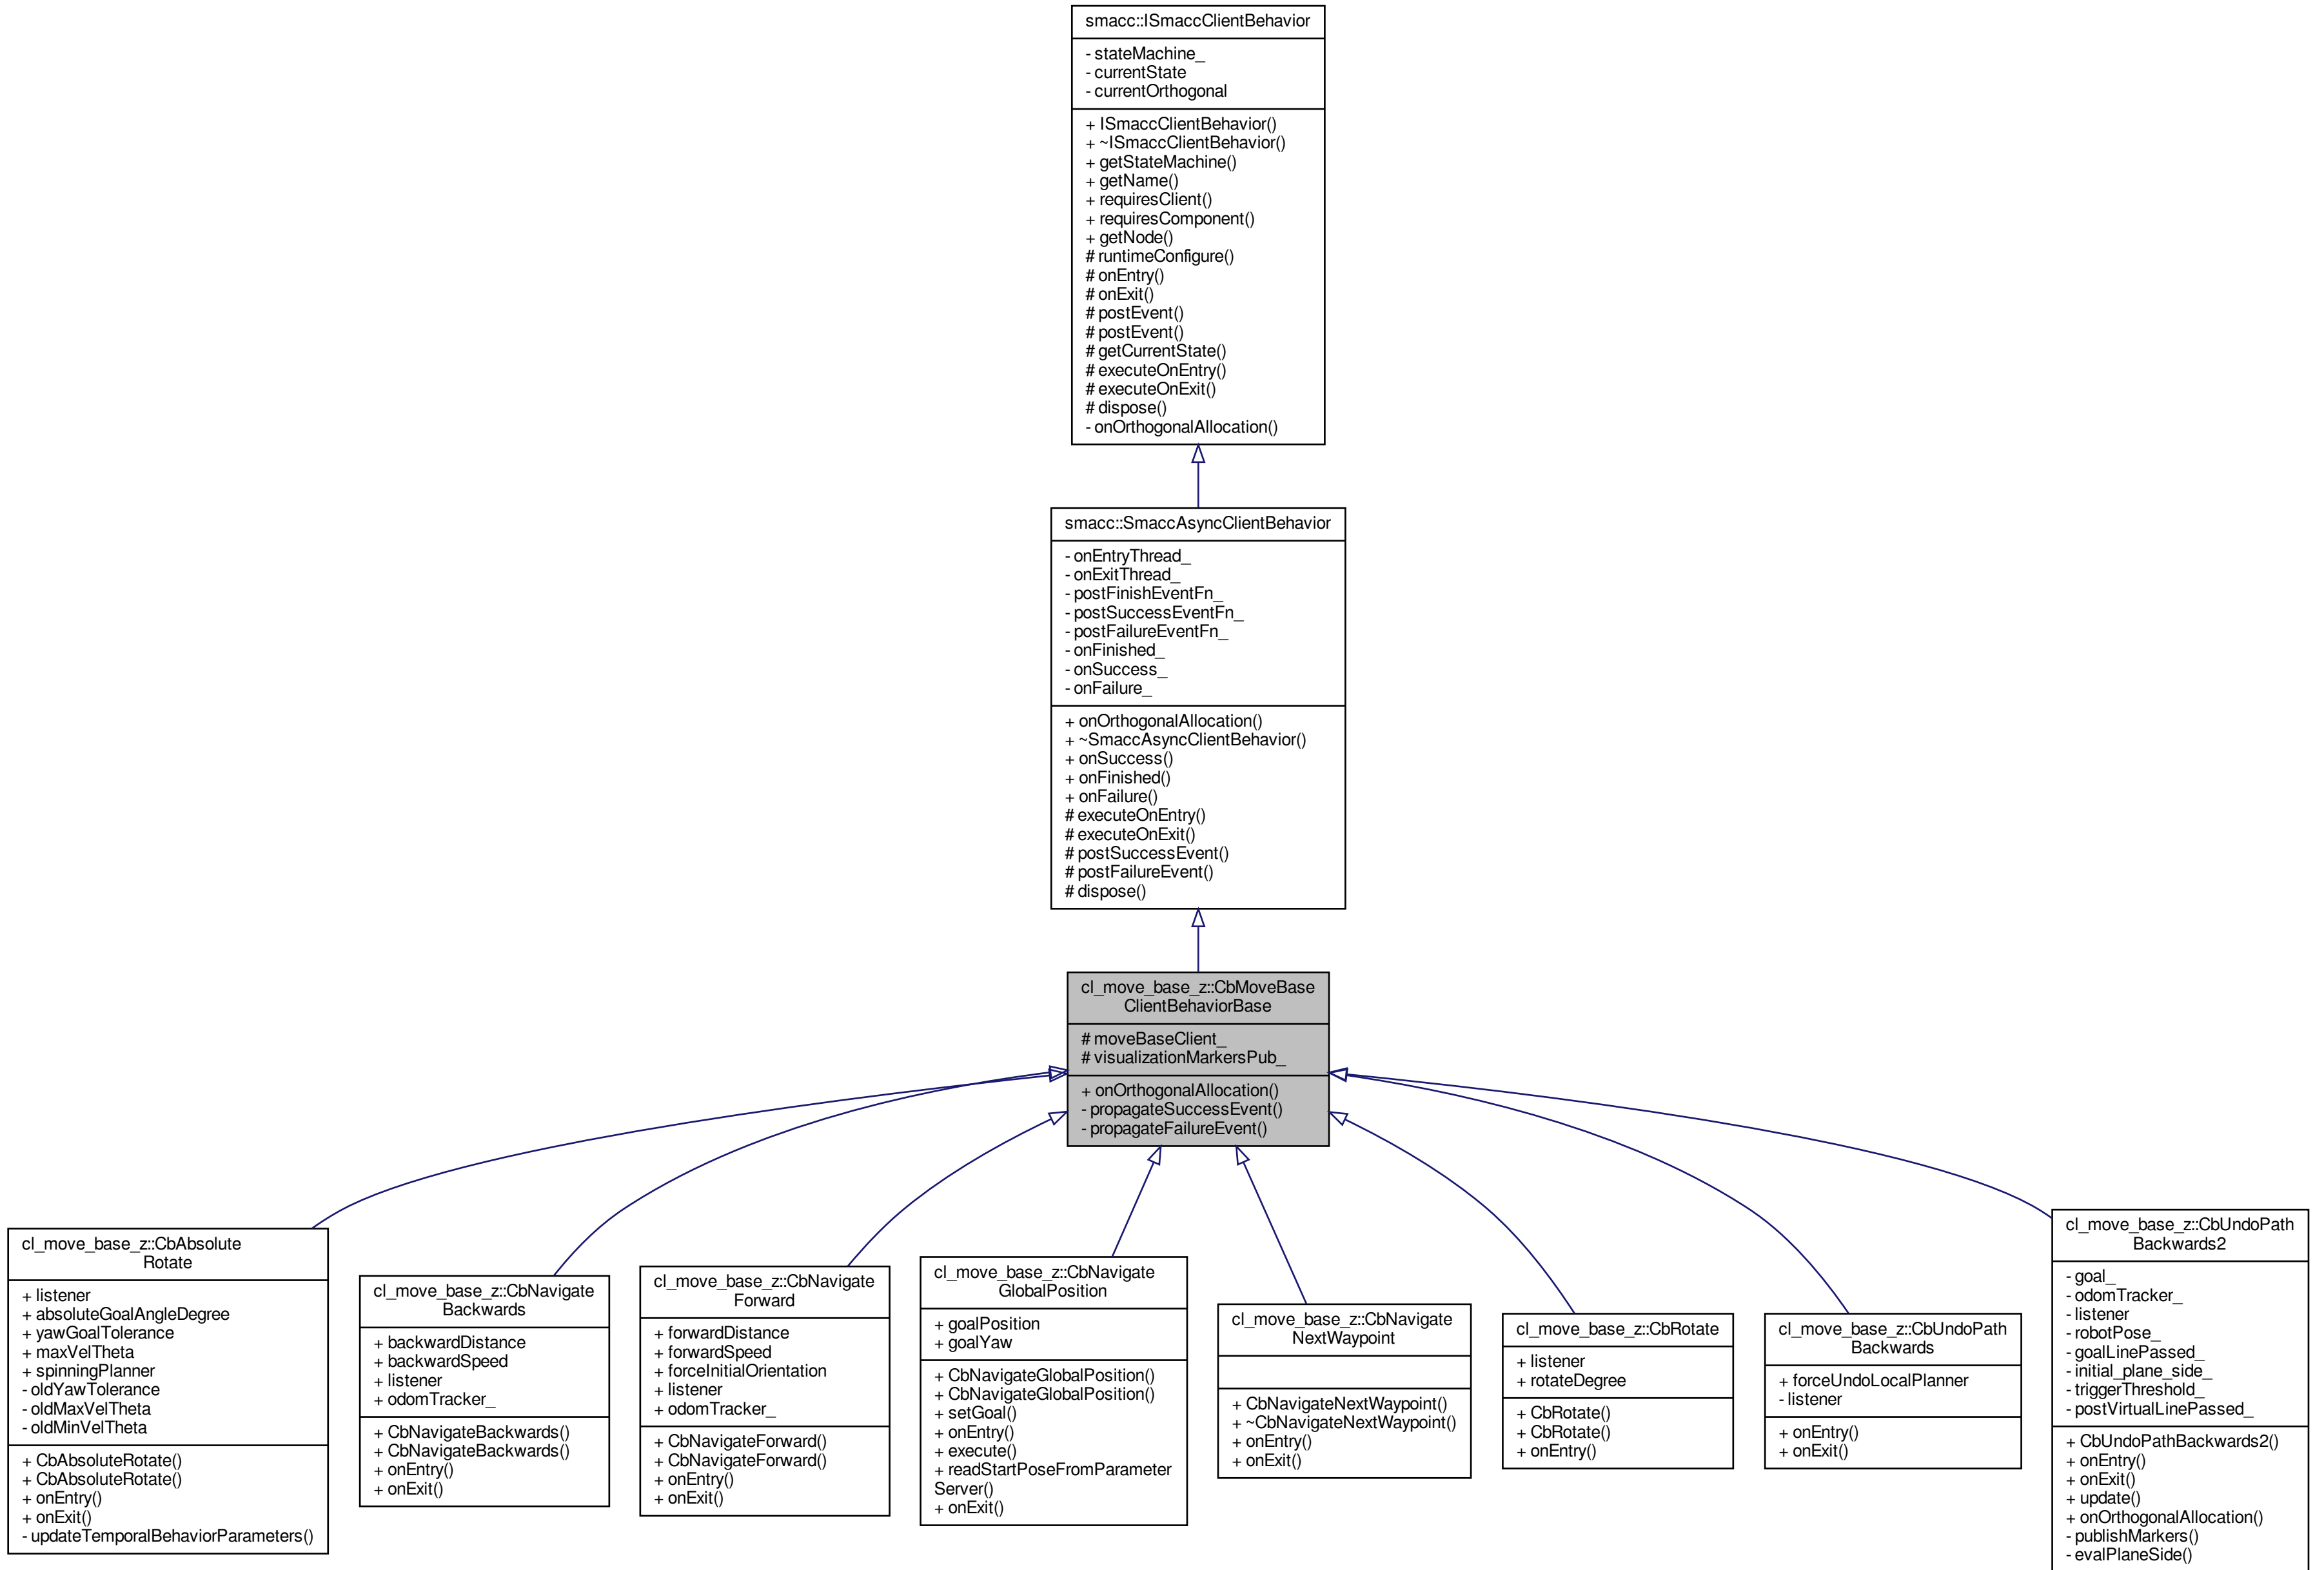 smacc::ISmaccClientBehavior
- stateMachine_
- currentState
- currentOrthogonal
+ ISmaccClientBehavior()
+ ~ISmaccClientBehavior()
+ getStateMachine()
+ getName()
+ requiresClient()
+ requiresComponent()
+ getNode()
# runtimeConfigure()
# onEntry()
# onExit()
# postEvent()
# postEvent()
# getCurrentState()
# executeOnEntry()
# executeOnExit()
# dispose()
- onOrthogonalAllocation()
smacc::SmaccAsyncClientBehavior
- onEntryThread_
- onExitThread_
- postFinishEventFn_
- postSuccessEventFn_
- postFailureEventFn_
- onFinished_
- onSuccess_
- onFailure_
+ onOrthogonalAllocation()
+ ~SmaccAsyncClientBehavior()
+ onSuccess()
+ onFinished()
+ onFailure()
# executeOnEntry()
# executeOnExit()
# postSuccessEvent()
# postFailureEvent()
# dispose()
cl_move_base_z::CbMoveBase
ClientBehaviorBase
# moveBaseClient_
# visualizationMarkersPub_
+ onOrthogonalAllocation()
- propagateSuccessEvent()
- propagateFailureEvent()
cl_move_base_z::CbAbsolute
Rotate
+ listener
+ absoluteGoalAngleDegree
+ yawGoalTolerance
+ maxVelTheta
+ spinningPlanner
- oldYawTolerance
- oldMaxVelTheta
- oldMinVelTheta
+ CbAbsoluteRotate()
+ CbAbsoluteRotate()
+ onEntry()
+ onExit()
- updateTemporalBehaviorParameters()
cl_move_base_z::CbNavigate
Backwards
+ backwardDistance
+ backwardSpeed
+ listener
+ odomTracker_
+ CbNavigateBackwards()
+ CbNavigateBackwards()
+ onEntry()
+ onExit()
cl_move_base_z::CbNavigate
Forward
+ forwardDistance
+ forwardSpeed
+ forceInitialOrientation
+ listener
+ odomTracker_
+ CbNavigateForward()
+ CbNavigateForward()
+ onEntry()
+ onExit()
cl_move_base_z::CbNavigate
GlobalPosition
+ goalPosition
+ goalYaw
+ CbNavigateGlobalPosition()
+ CbNavigateGlobalPosition()
+ setGoal()
+ onEntry()
+ execute()
+ readStartPoseFromParameter
Server()
+ onExit()
cl_move_base_z::CbNavigate
NextWaypoint
+ CbNavigateNextWaypoint()
+ ~CbNavigateNextWaypoint()
+ onEntry()
+ onExit()
cl_move_base_z::CbRotate
+ listener
+ rotateDegree
+ CbRotate()
+ CbRotate()
+ onEntry()
cl_move_base_z::CbUndoPath
Backwards
+ forceUndoLocalPlanner
- listener
+ onEntry()
+ onExit()
cl_move_base_z::CbUndoPath
Backwards2
- goal_
- odomTracker_
- listener
- robotPose_
- goalLinePassed_
- initial_plane_side_
- triggerThreshold_
- postVirtualLinePassed_
+ CbUndoPathBackwards2()
+ onEntry()
+ onExit()
+ update()
+ onOrthogonalAllocation()
- publishMarkers()
- evalPlaneSide()